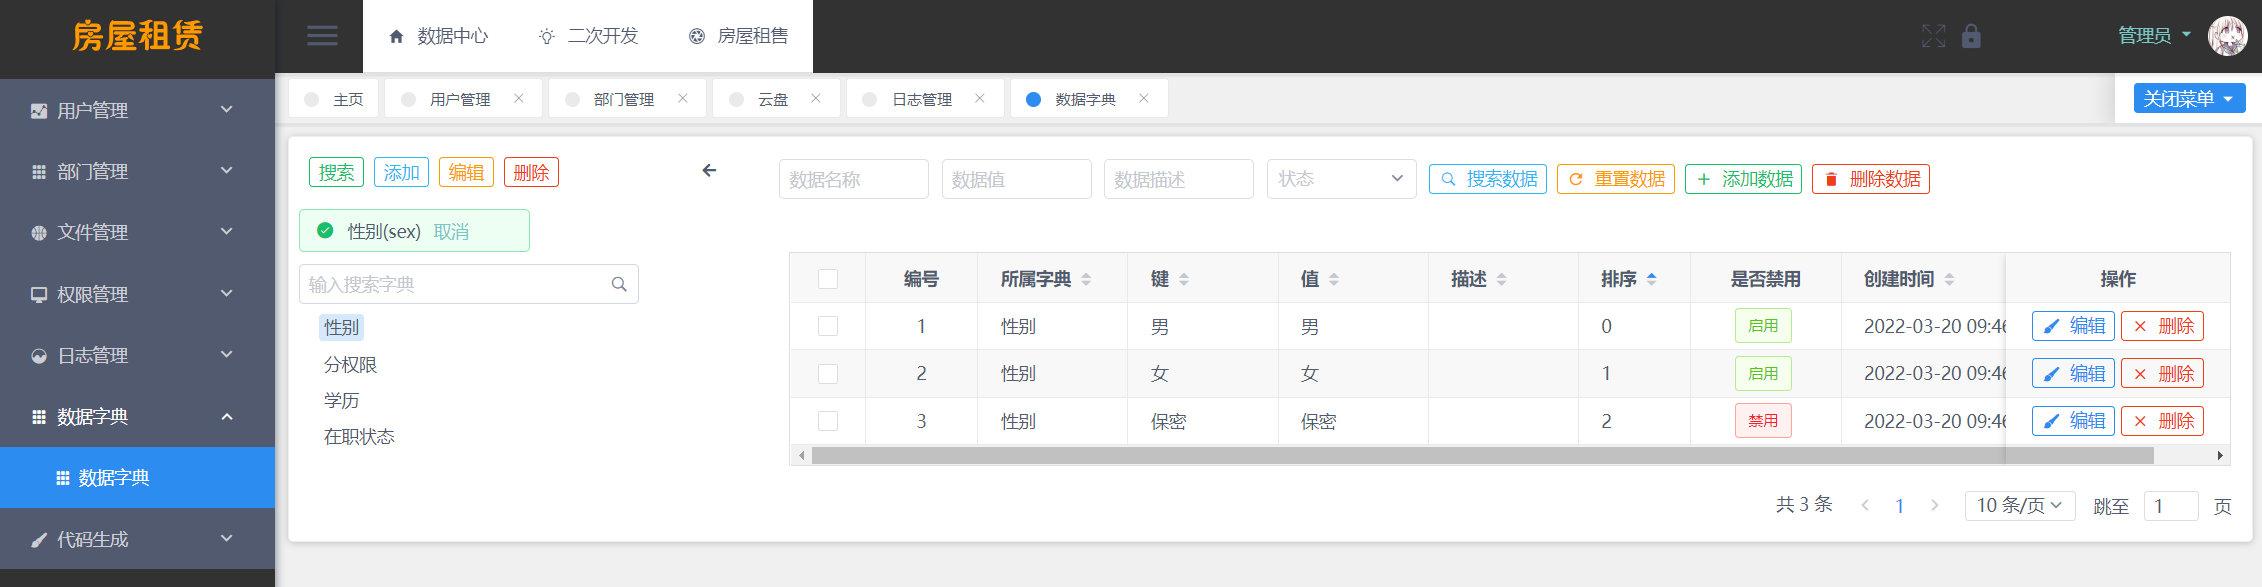 房屋租赁
数据中心 二次开发 房屋租售
管理员
主页 用户管理 部门管理 云盘 日志管理 数据字典 关闭菜单
用户管理
部门管理
文件管理
权限管理
日志管理
数据字典
数据字典
代码生成
搜索 添加 编辑 删除
性别(sex) 取消
输入搜索字典
性别
分权限
学历
在职状态
数据名称 数据值 数据描述 状态 搜索数据 重置数据 添加数据 删除数据
编号 所属字典 键 值 描述 排序 是否禁用 创建时间 操作
1 性别 男 男 0 启用 2022-03-20 09:46 编辑 删除
2 性别 女 女 1 启用 2022-03-20 09:46 编辑 删除
3 性别 保密 保密 2 禁用 2022-03-20 09:46 编辑 删除
共 3 条 1 10 条/页 跳至 1 页